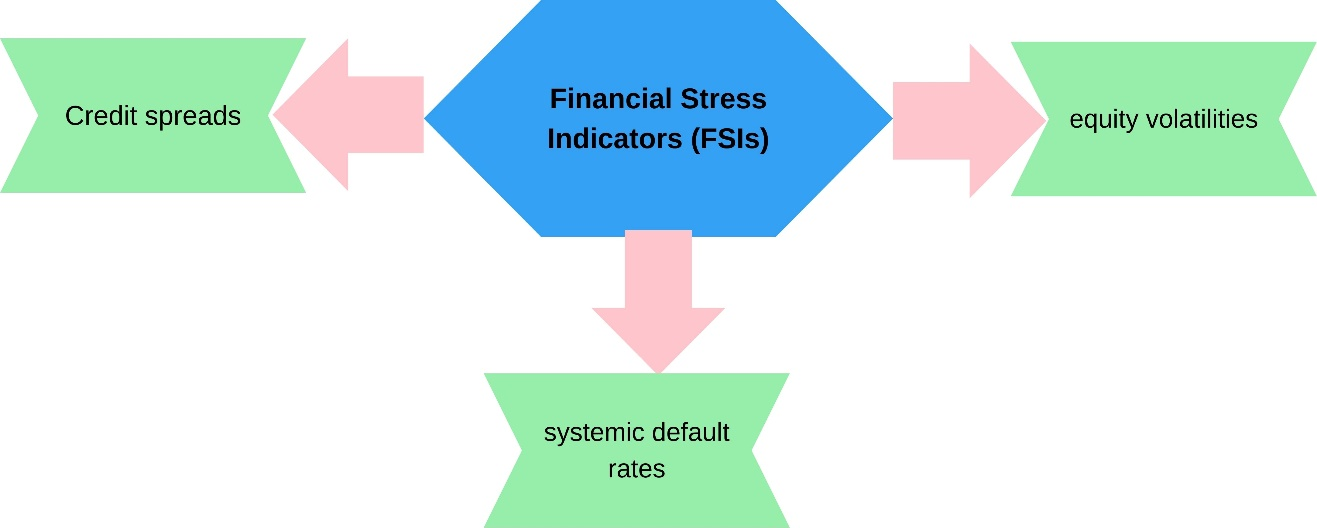 Financial Stress
Indicators (FSIs)
Credit spreads
equity volatilities
systemic default
rates